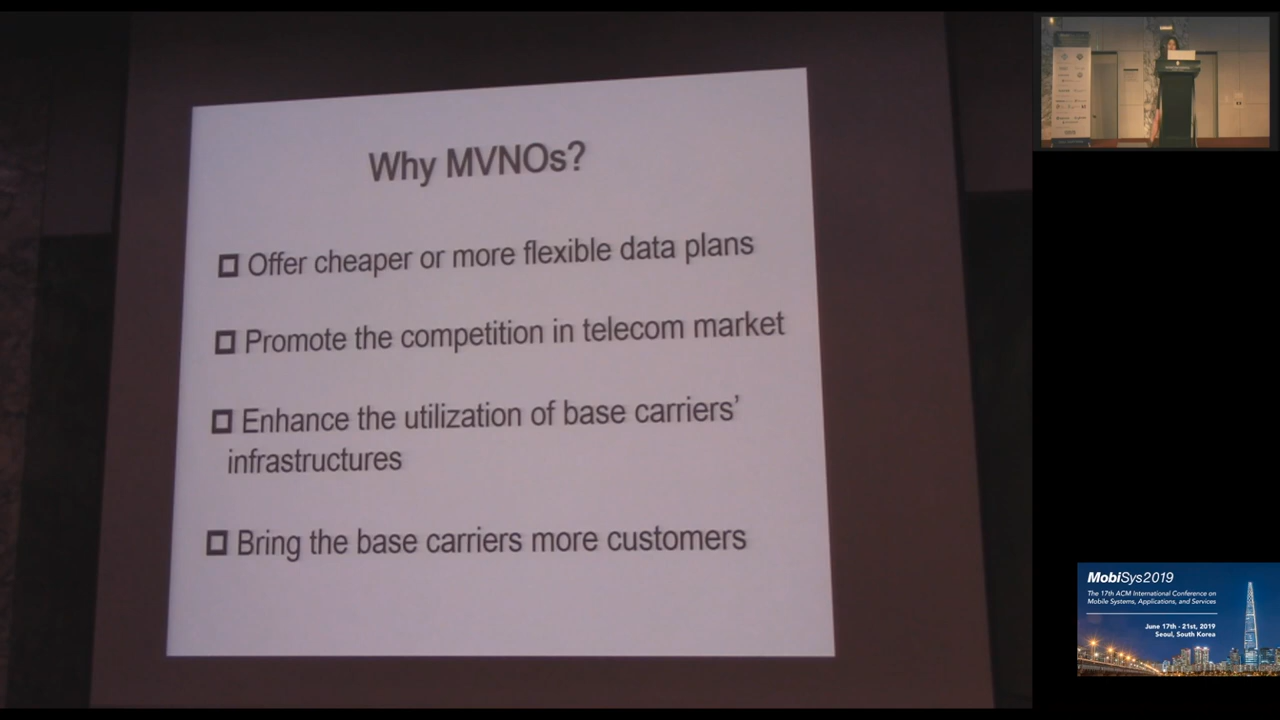 Why MVNOs?
Offer cheaper or more flexible data plans
Promote the competition in telecom market
Enhance the utilization of base carriers’
infrastructures
Bring the base carriers more customers
MobiSys2019
The 17th ACM International Conference on
Mobile Systems, Applications, and Services
June 17th - 21st, 2019
Seoul, South Korea